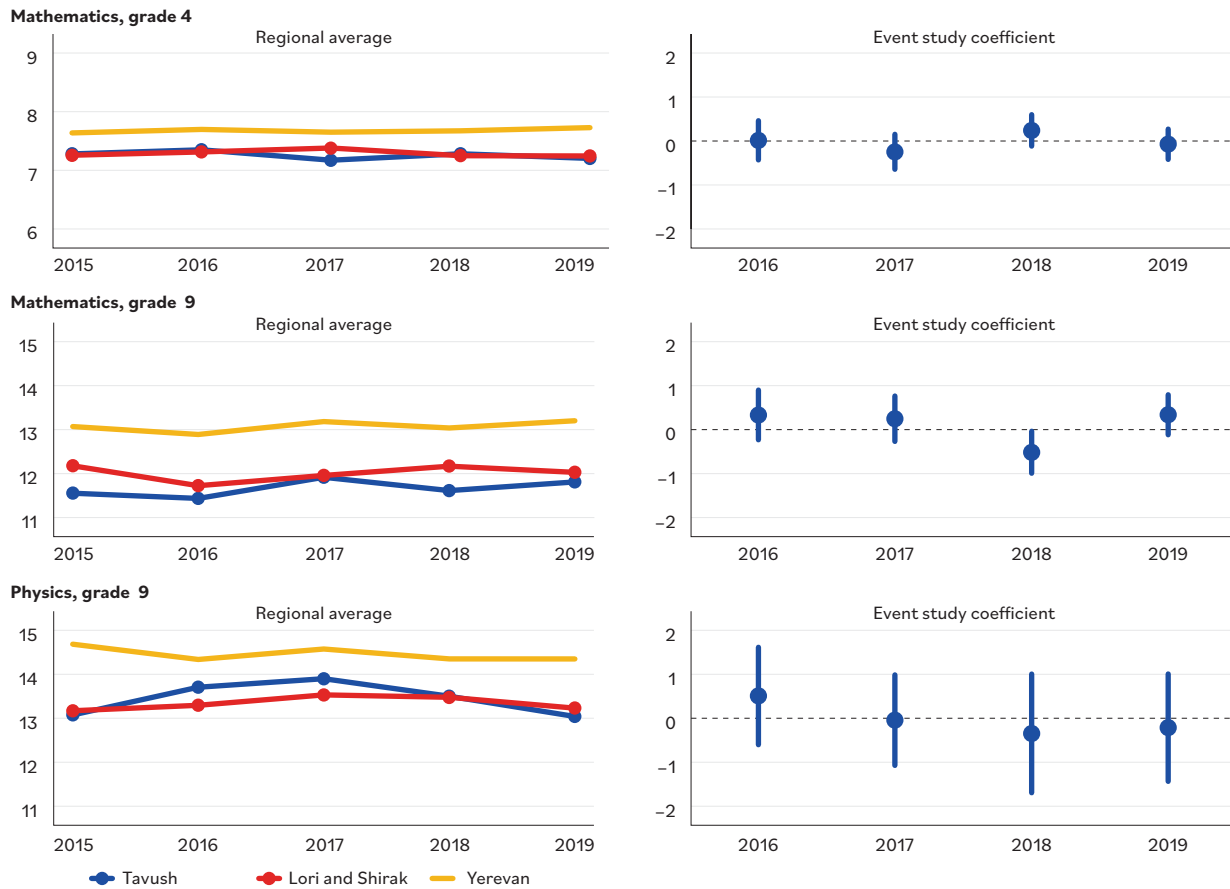 Mathematics, grade 4
Regional average
9
8
7
6
2015 2016 2017 2018 2019
Event study coefficient
2
1
0
–1
–2
2016 2017 2018 2019
Mathematics, grade 9
Regional average
15
14
13
12
11
2015 2016 2017 2018 2019
Event study coefficient
2
1
0
–1
–2
2016 2017 2018 2019
Physics, grade 9
Regional average
15
14
13
12
11
2015 2016 2017 2018 2019
Event study coefficient
2
1
0
–1
–2
2016 2017 2018 2019
Tavush Lori and Shirak Yerevan